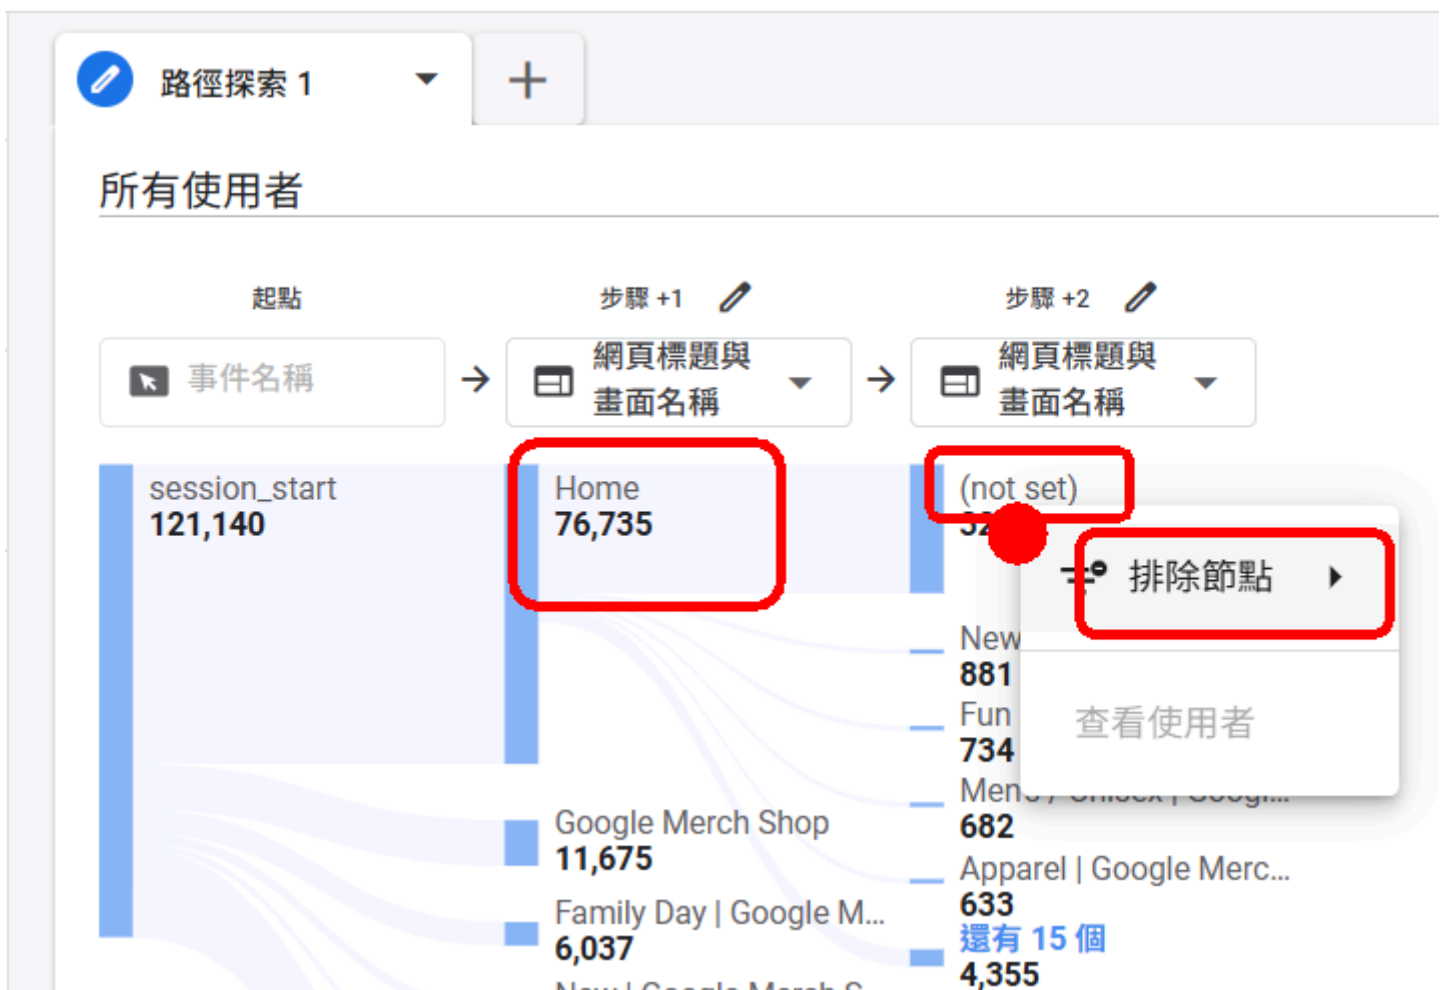 路徑探索 1
所有使用者
起點
步驟 +1
步驟 +2
事件名稱
網頁標題與
畫面名稱
網頁標題與
畫面名稱
session_start
121,140
Home
76,735
(not set)
排除節點
查看使用者
New
881
Fun
734
682
Apparel | Google Merc...
633
還有 15 個
4,355
Google Merch Shop
11,675
Family Day | Google M...
6,037